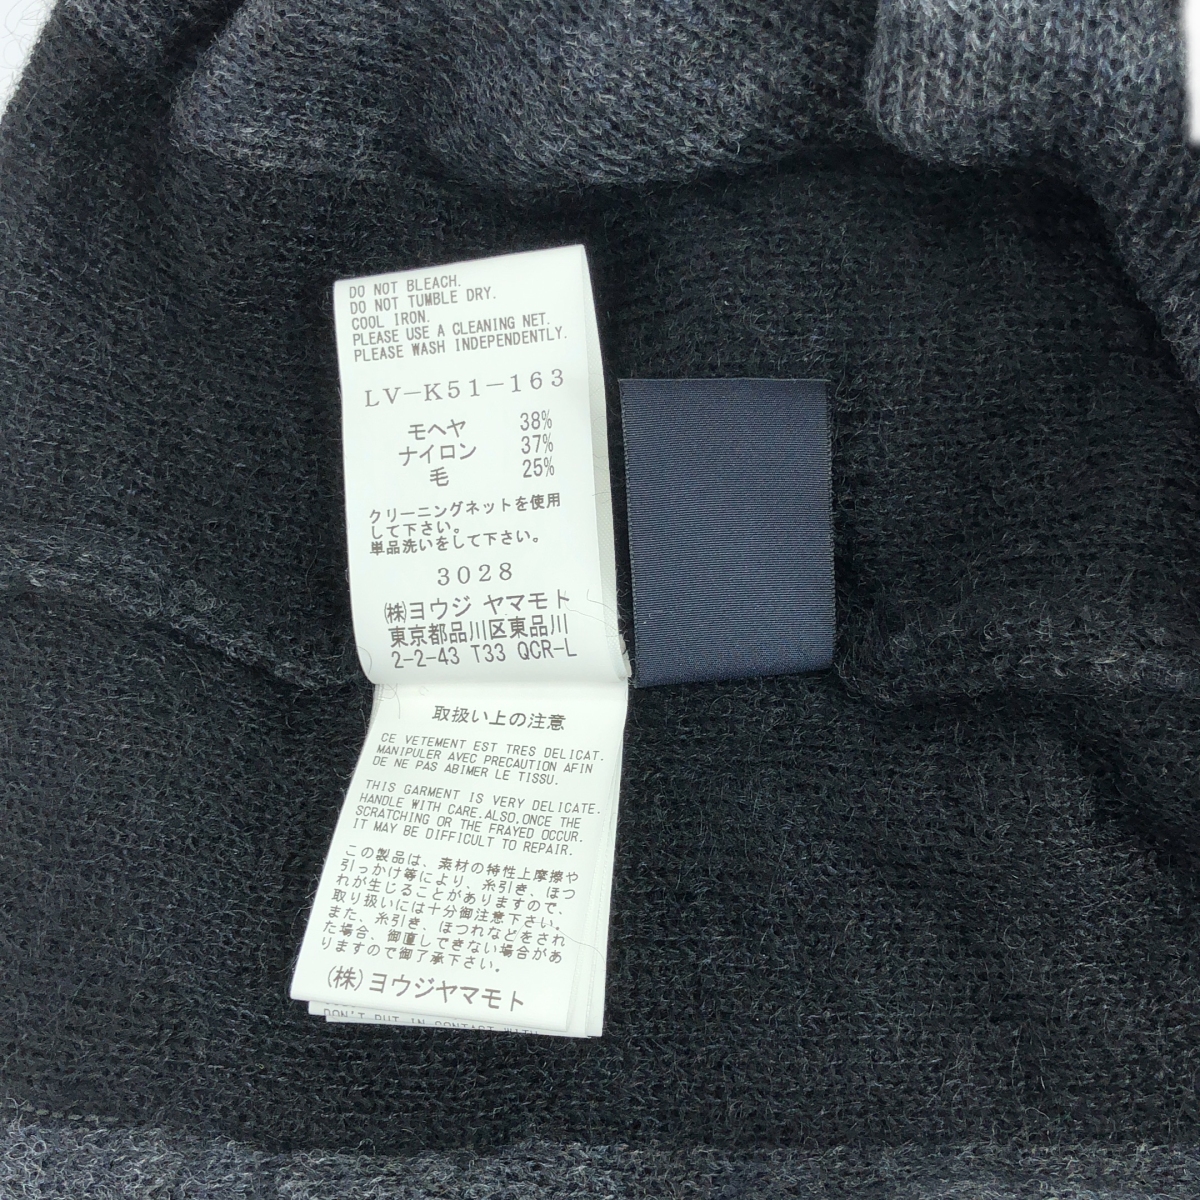 DO NOT BLEACH.
DO NOT TUMBLE DRY.
COOL IRON.
PLEASE USE A CLEANING NET.
PLEASE WASH INDEPENDENTLY.
LV-K51-163
モヘヤ 38%
ナイロン 37%
毛 25%
クリーニングネットを使用
して下さい。
単品洗いをして下さい。
3028
㈱ヨウジ ヤマモト
東京都品川区東品川
2-2-43 T33 QCR-L
取扱い上の注意
CE VETEMENT EST TRES DELICAT.
MANIPULER AVEC PRECAUTION AFIN
DE NE PAS ABIMER LE TISSU.
THIS GARMENT IS VERY DELICATE.
HANDLE WITH CARE.ALSO,ONCE THE
SCRATCHING OR THE FRAYED OCCUR.
IT MAY BE DIFFICULT TO REPAIR.
この製品は、素材の特性上摩擦や
引っかけ等により、糸引き、ほつ
れが生じることがありますので、
取り扱いには十分御注意下さい。
また、糸引き、ほつれなどをされ
た場合、御直しできない場合があ
りますので御了承下さい。
(株)ヨウジヤマモト
DON'T PUT IN CONTACT WITH